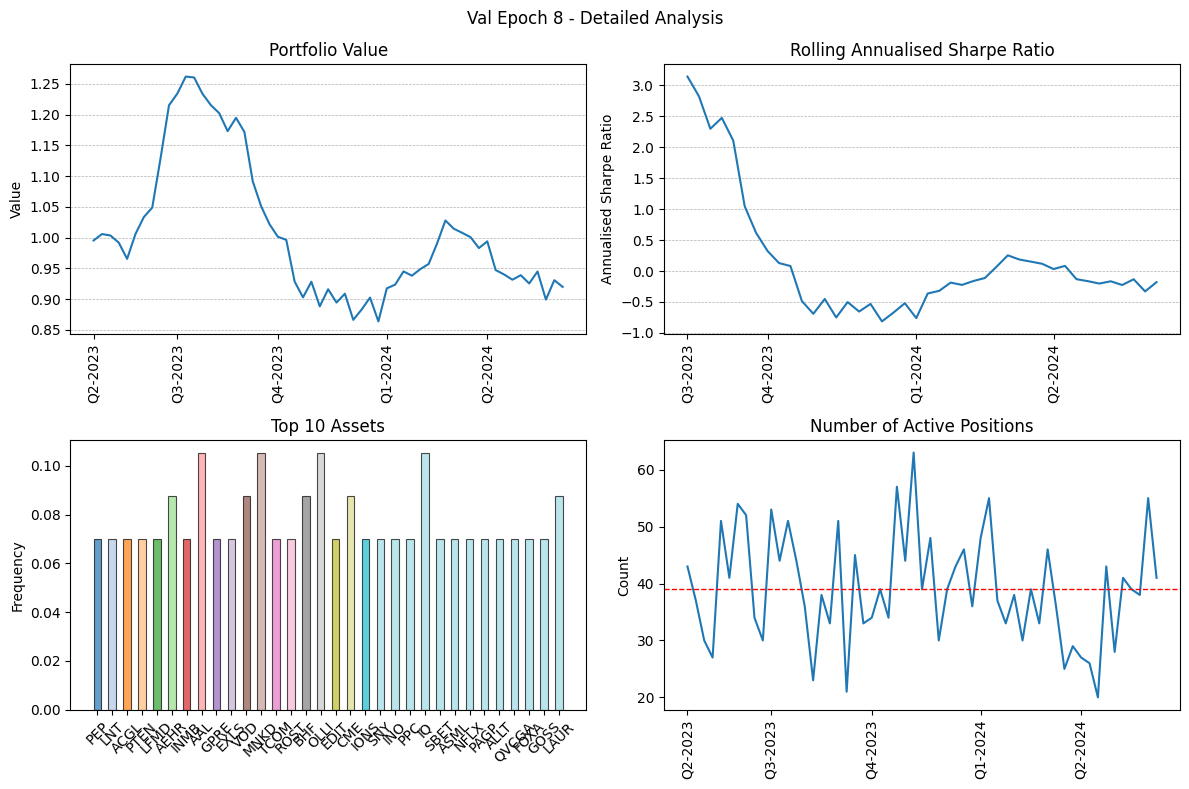 Val Epoch 8 - Detailed Analysis
Portfolio Value
Value
1.25
1.20
1.15
1.10
1.05
1.00
0.95
0.90
0.85
Q2-2023
Q3-2023
Q4-2023
Q1-2024
Q2-2024
Rolling Annualised Sharpe Ratio
Annualised Sharpe Ratio
3.0
2.5
2.0
1.5
1.0
0.5
0.0
−0.5
−1.0
Q3-2023
Q4-2023
Q1-2024
Q2-2024
Top 10 Assets
Frequency
0.10
0.08
0.06
0.04
0.02
0.00
PEP
LNT
ACGL
PTEN
LFMD
AEHR
INMB
AAL
GPRE
EXLS
VOD
MNKD
TCOM
ROST
BHF
OLLI
EDIT
CME
IONS
SNY
INO
PPC
IQ
SBET
ASML
NFLX
PAGP
ALLT
FOXA
GOSS
LAUR
Number of Active Positions
Count
60
50
40
30
20
Q2-2023
Q3-2023
Q4-2023
Q1-2024
Q2-2024